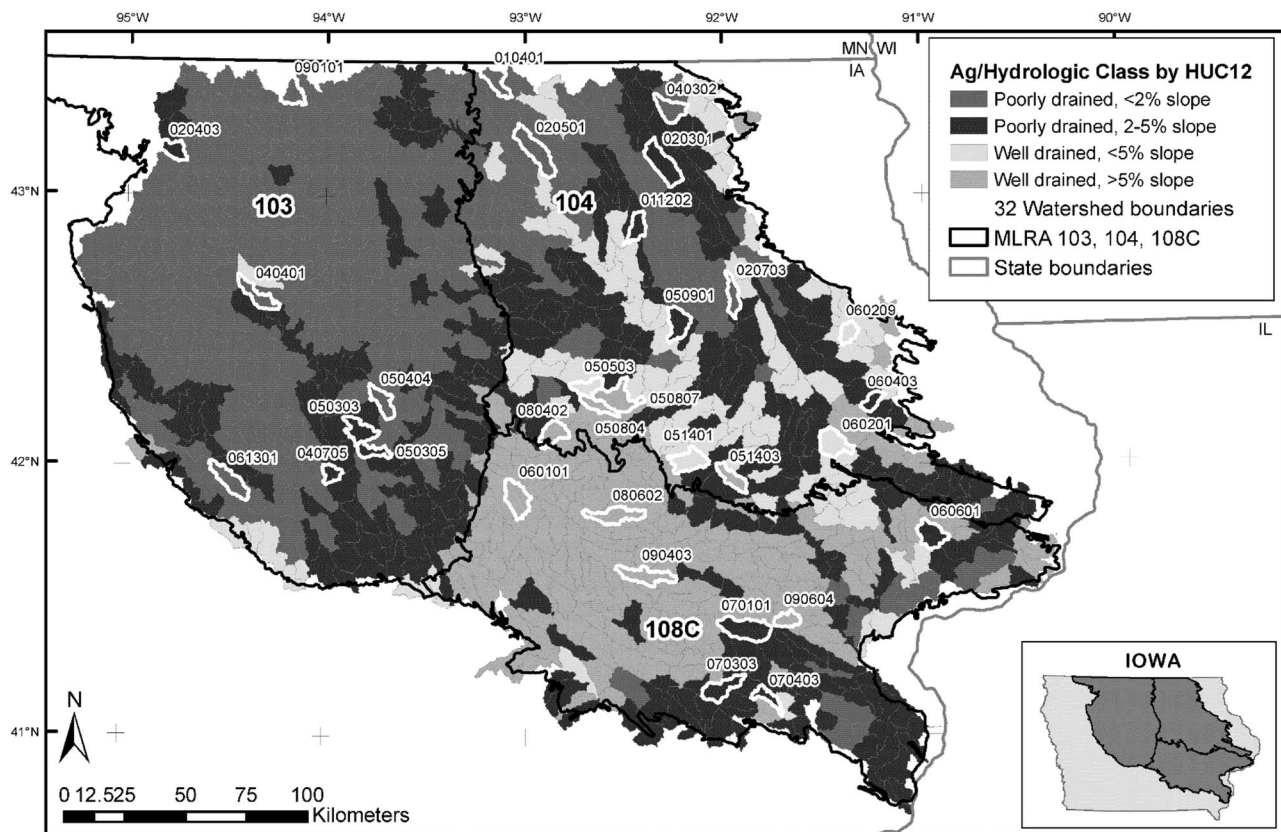 95°W 94°W 93°W 92°W 91°W 90°W
MN WI
IA
Ag/Hydrologic Class by HUC12
Poorly drained, <2% slope
Poorly drained, 2-5% slope
Well drained, <5% slope
Well drained, >5% slope
32 Watershed boundaries
MLRA 103, 104, 108C
State boundaries
IL
090101
010401
040302
020403
020501
020301
43°N
103
104
011202
040401
020703
050901
060209
050503
050404
060403
050807
050303
080402
050804
051401
060201
42°N
061301
040705
050305
051403
060101
080602
060601
090403
070101
090604
108C
070303
070403
IOWA
N
41°N
0 12.525 50 75 100
Kilometers